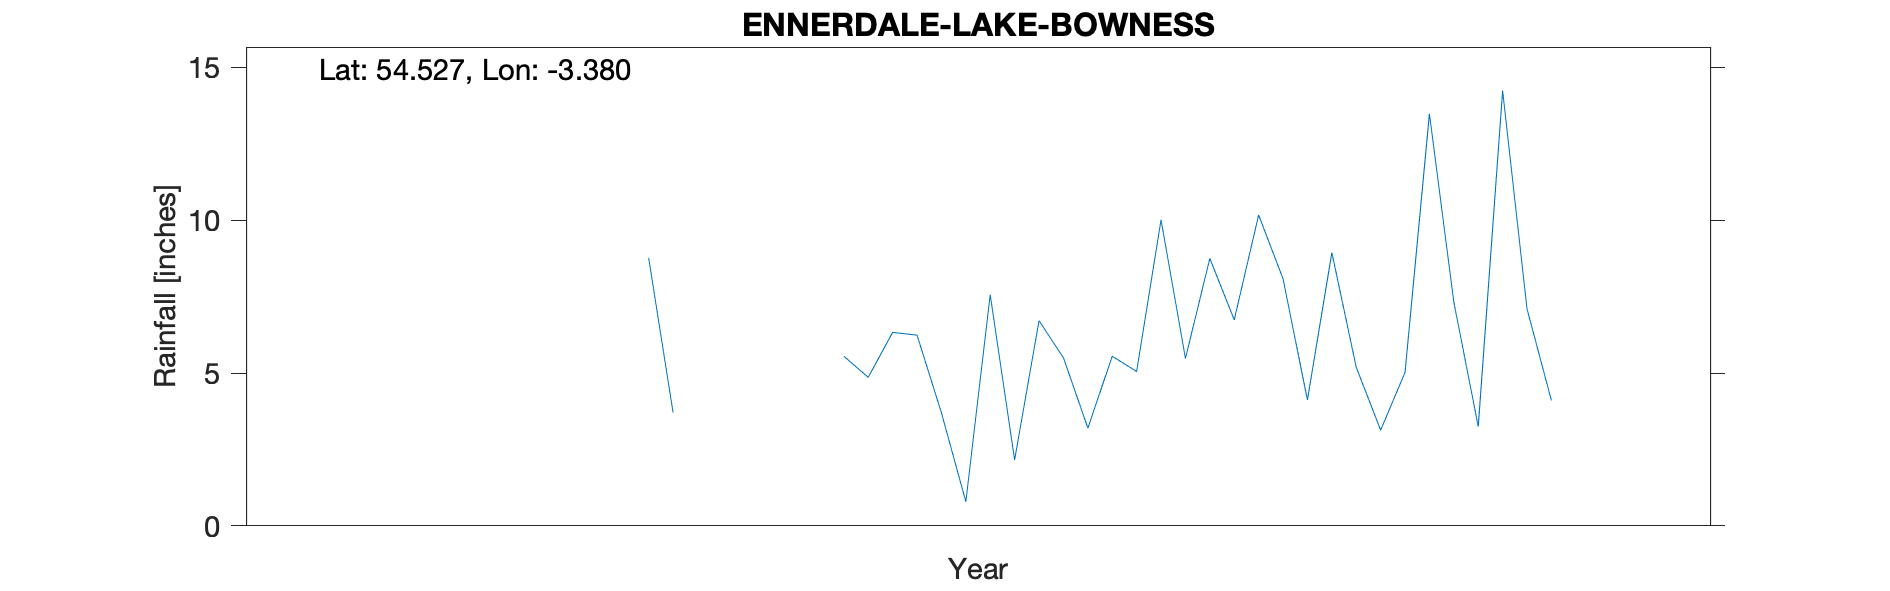 ENNERDALE-LAKE-BOWNESS
Lat: 54.527, Lon: -3.380
15
10
5
0
Rainfall [inches]
Year